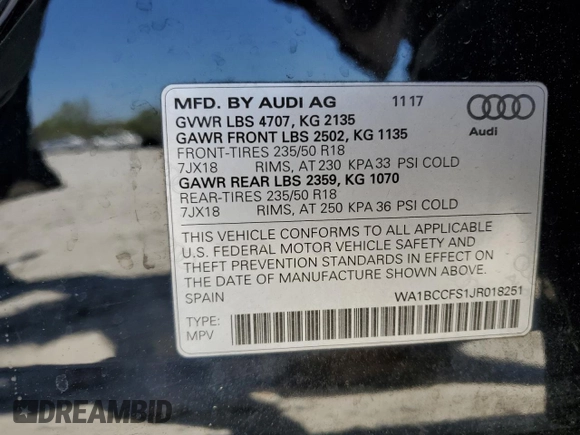 MFD. BY AUDI AG 11 17
GVWR LBS 4707, KG 2135
GAWR FRONT LBS 2502, KG 1135
FRONT-TIRES 235/50 R18
7JX18 RIMS, AT 230 KPA 33 PSI COLD
GAWR REAR LBS 2359, KG 1070
REAR-TIRES 235/50 R18
7JX18 RIMS, AT 250 KPA 36 PSI COLD
Audi
THIS VEHICLE CONFORMS TO ALL APPLICABLE
U.S. FEDERAL MOTOR VEHICLE SAFETY AND
THEFT PREVENTION STANDARDS IN EFFECT ON
THE DATE OF MANUFACTURE SHOWN ABOVE.
SPAIN WA1BCCFS1JR018251
TYPE:
MPV
DREAMBID